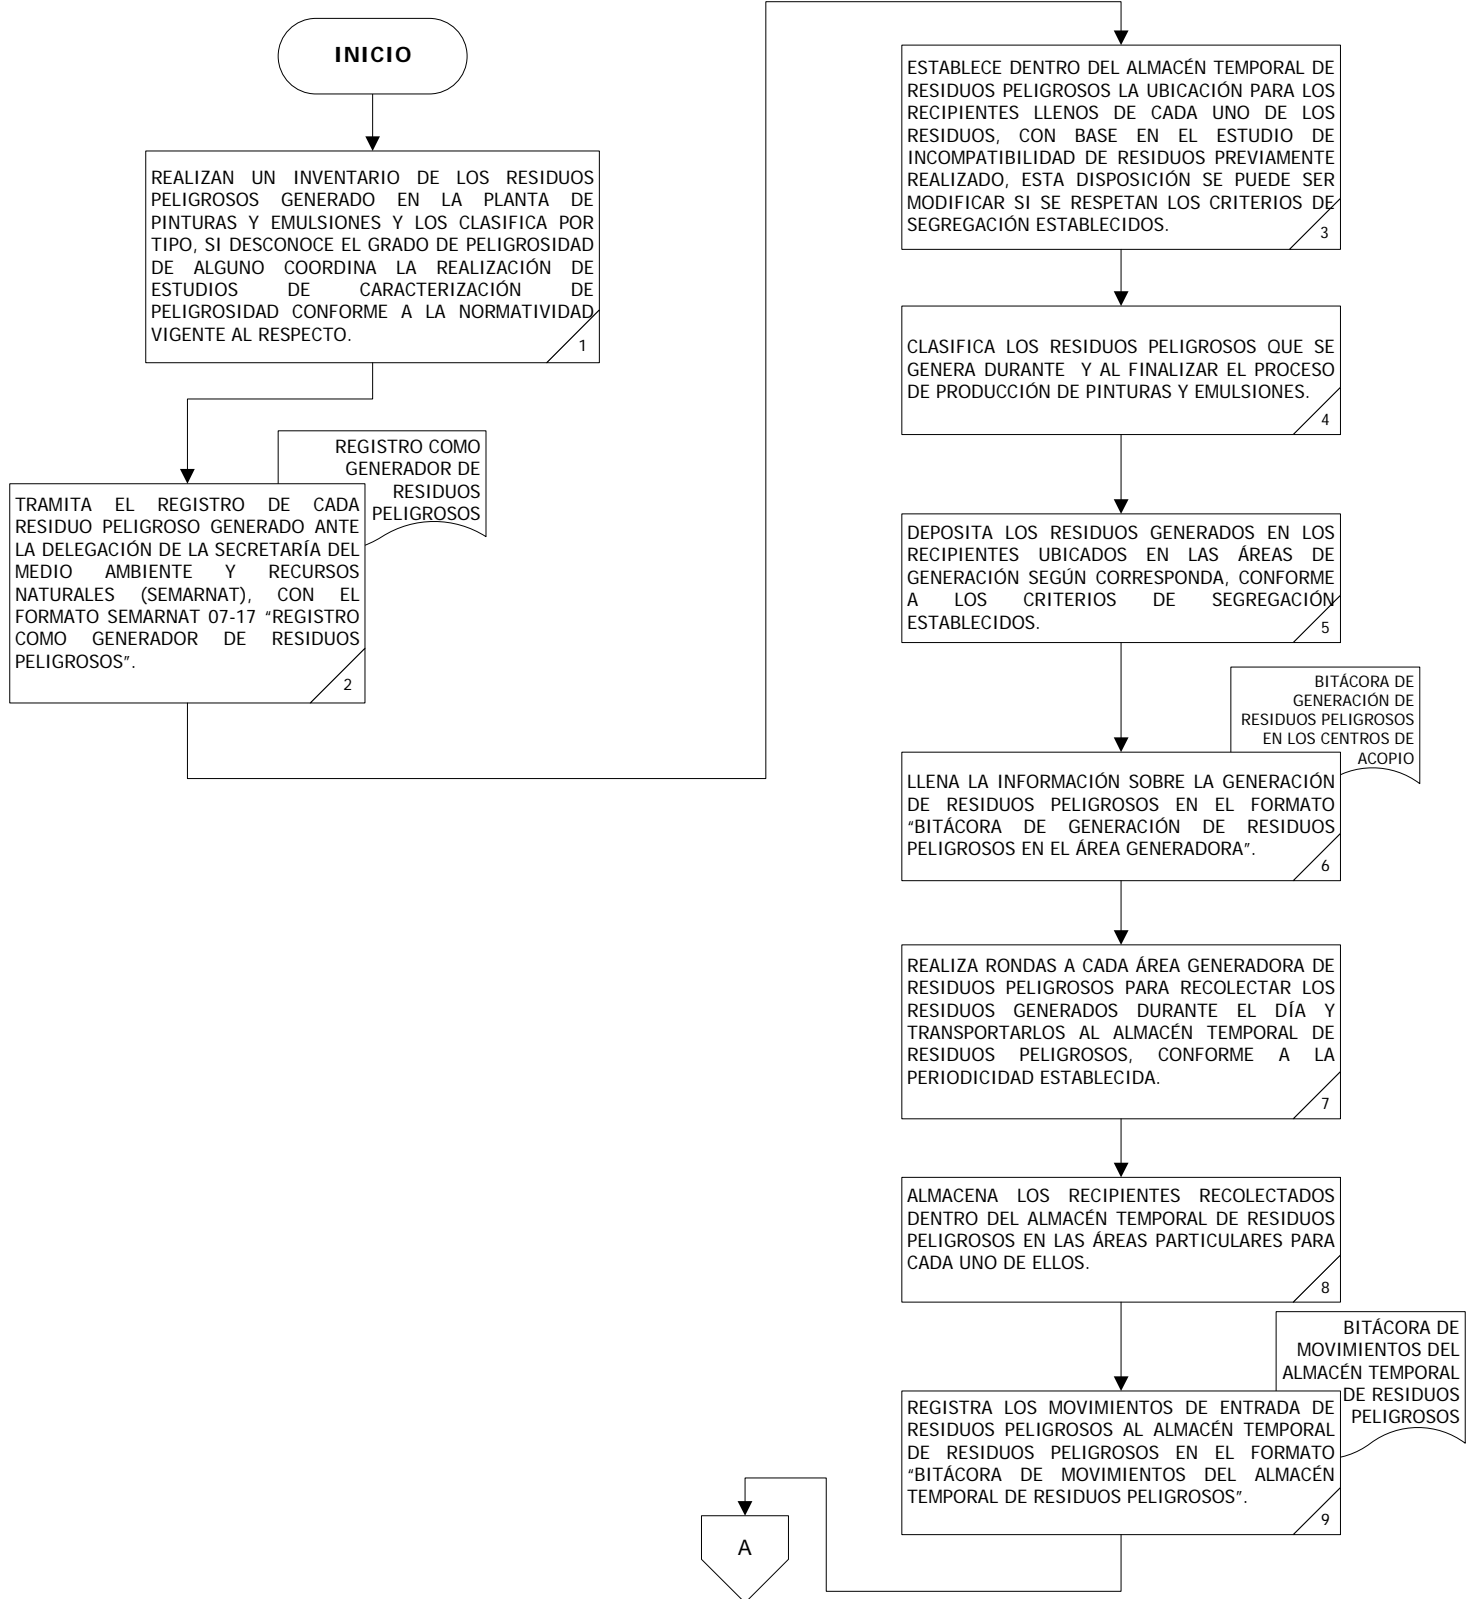 INICIO
REALIZAN UN INVENTARIO DE LOS RESIDUOS
PELIGROSOS GENERADO EN LA PLANTA DE
PINTURAS Y EMULSIONES Y LOS CLASIFICA POR
TIPO, SI DESCONOCE EL GRADO DE PELIGROSIDAD
DE ALGUNO COORDINA LA REALIZACIÓN DE
ESTUDIOS DE CARACTERIZACIÓN DE
PELIGROSIDAD CONFORME A LA NORMATIVIDAD
VIGENTE AL RESPECTO.
1
REGISTRO COMO
GENERADOR DE
RESIDUOS
PELIGROSOS
TRAMITA EL REGISTRO DE CADA
RESIDUO PELIGROSO GENERADO ANTE
LA DELEGACIÓN DE LA SECRETARÍA DEL
MEDIO AMBIENTE Y RECURSOS
NATURALES (SEMARNAT), CON EL
FORMATO SEMARNAT 07-17 “REGISTRO
COMO GENERADOR DE RESIDUOS
PELIGROSOS”.
2
ESTABLECE DENTRO DEL ALMACÉN TEMPORAL DE
RESIDUOS PELIGROSOS LA UBICACIÓN PARA LOS
RECIPIENTES LLENOS DE CADA UNO DE LOS
RESIDUOS, CON BASE EN EL ESTUDIO DE
INCOMPATIBILIDAD DE RESIDUOS PREVIAMENTE
REALIZADO, ESTA DISPOSICIÓN SE PUEDE SER
MODIFICAR SI SE RESPETAN LOS CRITERIOS DE
SEGREGACIÓN ESTABLECIDOS.
3
CLASIFICA LOS RESIDUOS PELIGROSOS QUE SE
GENERA DURANTE Y AL FINALIZAR EL PROCESO
DE PRODUCCIÓN DE PINTURAS Y EMULSIONES.
4
DEPOSITA LOS RESIDUOS GENERADOS EN LOS
RECIPIENTES UBICADOS EN LAS ÁREAS DE
GENERACIÓN SEGÚN CORRESPONDA, CONFORME
A LOS CRITERIOS DE SEGREGACIÓN
ESTABLECIDOS.
5
BITÁCORA DE
GENERACIÓN DE
RESIDUOS PELIGROSOS
EN LOS CENTROS DE
ACOPIO
LLENA LA INFORMACIÓN SOBRE LA GENERACIÓN
DE RESIDUOS PELIGROSOS EN EL FORMATO
“BITÁCORA DE GENERACIÓN DE RESIDUOS
PELIGROSOS EN EL ÁREA GENERADORA”.
6
REALIZA RONDAS A CADA ÁREA GENERADORA DE
RESIDUOS PELIGROSOS PARA RECOLECTAR LOS
RESIDUOS GENERADOS DURANTE EL DÍA Y
TRANSPORTARLOS AL ALMACÉN TEMPORAL DE
RESIDUOS PELIGROSOS, CONFORME A LA
PERIODICIDAD ESTABLECIDA.
7
ALMACENA LOS RECIPIENTES RECOLECTADOS
DENTRO DEL ALMACÉN TEMPORAL DE RESIDUOS
PELIGROSOS EN LAS ÁREAS PARTICULARES PARA
CADA UNO DE ELLOS.
8
BITÁCORA DE
MOVIMIENTOS DEL
ALMACÉN TEMPORAL
DE RESIDUOS
PELIGROSOS
REGISTRA LOS MOVIMIENTOS DE ENTRADA DE
RESIDUOS PELIGROSOS AL ALMACÉN TEMPORAL
DE RESIDUOS PELIGROSOS EN EL FORMATO
“BITÁCORA DE MOVIMIENTOS DEL ALMACÉN
TEMPORAL DE RESIDUOS PELIGROSOS”.
9
A